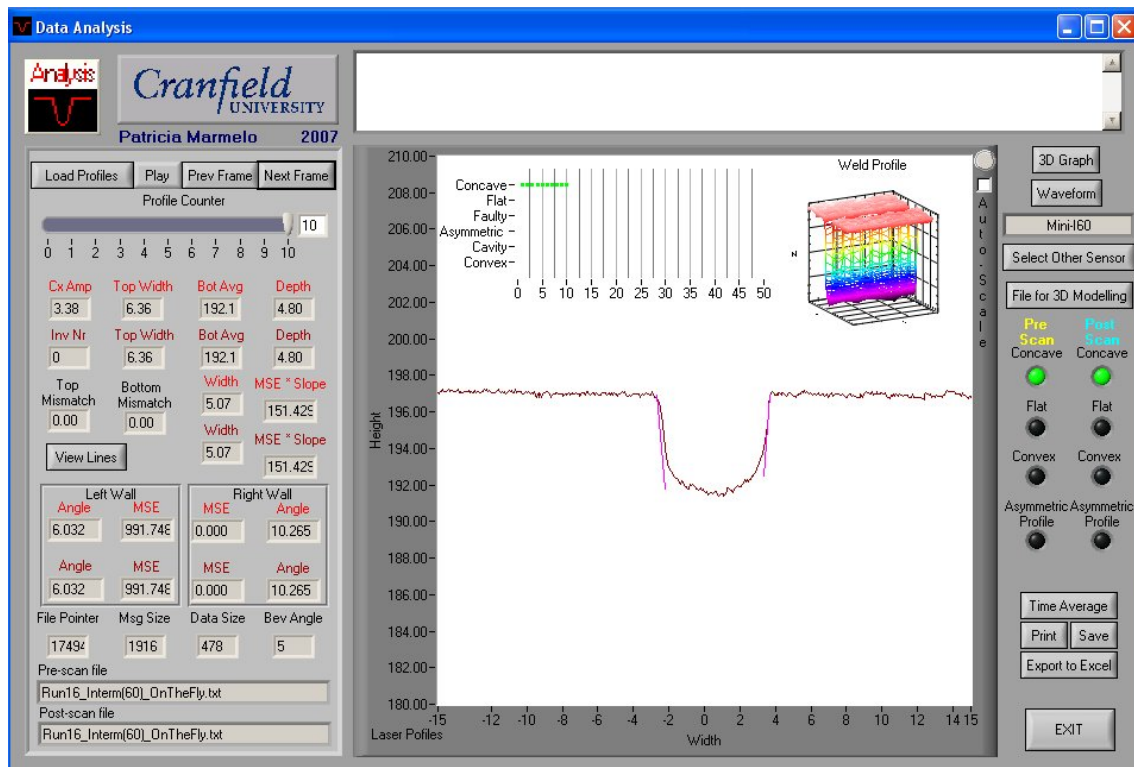 Data Analysis
Analysis
Cranfield
UNIVERSITY
Patricia Marmelo 2007
Load Profiles Play Prev Frame Next Frame
Profile Counter
10
0 1 2 3 4 5 6 7 8 9 10
Cx Amp Top Width Bot Avg Depth
3.38 6.36 192.1 4.80
Inv Nr Top Width Bot Avg Depth
0 6.36 192.1 4.80
Top Mismatch Bottom Mismatch Width MSE * Slope
0.00 0.00 5.07 151.429
Width MSE * Slope
5.07 151.429
View Lines
Left Wall Right Wall
Angle MSE MSE Angle
6.032 991.748 0.000 10.265
Angle MSE MSE Angle
6.032 991.748 0.000 10.265
File Pointer Msg Size Data Size Bev Angle
17494 1916 478 5
Pre-scan file
Run16_Interm(60)_OnTheFly.txt
Post-scan file
Run16_Interm(60)_OnTheFly.txt
210.00
208.00
206.00
204.00
202.00
200.00
198.00
196.00
194.00
192.00
190.00
188.00
186.00
184.00
182.00
180.00
Height
-15 -12 -10 -8 -6 -4 -2 0 2 4 6 8 10 12 14 15
Laser Pofiles
Width
Concave
Flat
Faulty
Asymmetric
Cavity
Convex
0 5 10 15 20 25 30 35 40 45 50
Weld Profile
N
Auto-Scale
3D Graph
Waveform
Mini-I60
Select Other Sensor
File for 3D Modelling
Pre Scan Post Scan
Concave Concave
Flat Flat
Convex Convex
Asymmetric Profile Asymmetric Profile
Time Average
Print Save
Export to Excel
EXIT